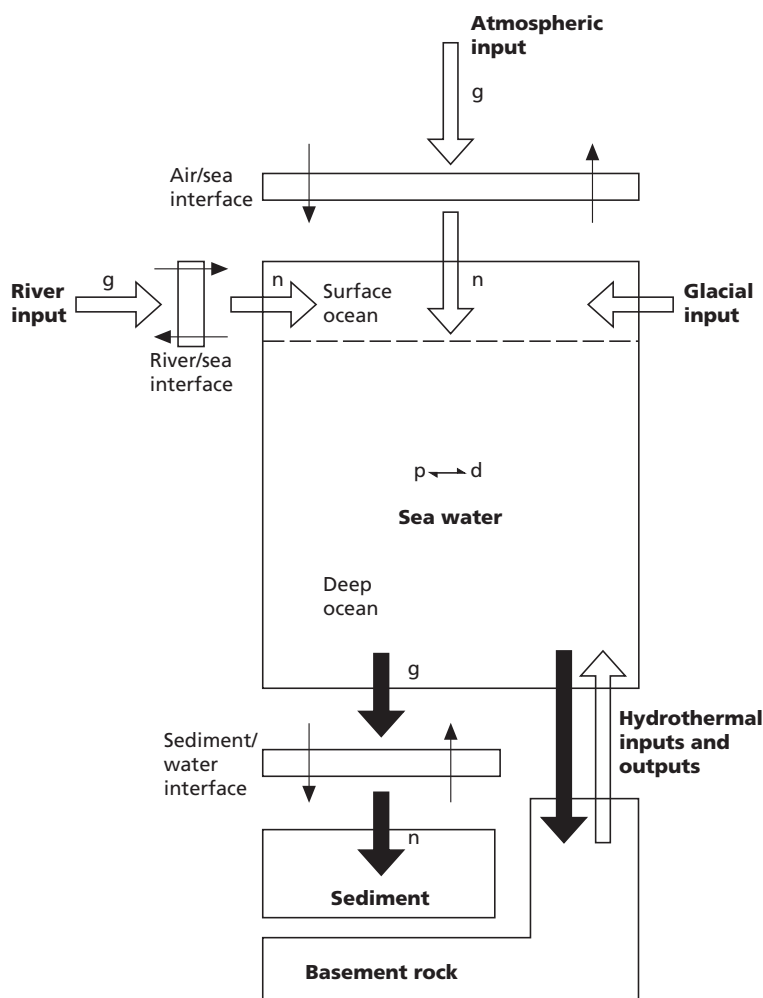 Atmospheric
input
g
Air/sea
interface
g
River
input
n
Surface
ocean
n
Glacial
input
River/sea
interface
p d
Sea water
Deep
ocean
g
Sediment/
water
interface
Hydrothermal
inputs and
outputs
n
Sediment
Basement rock